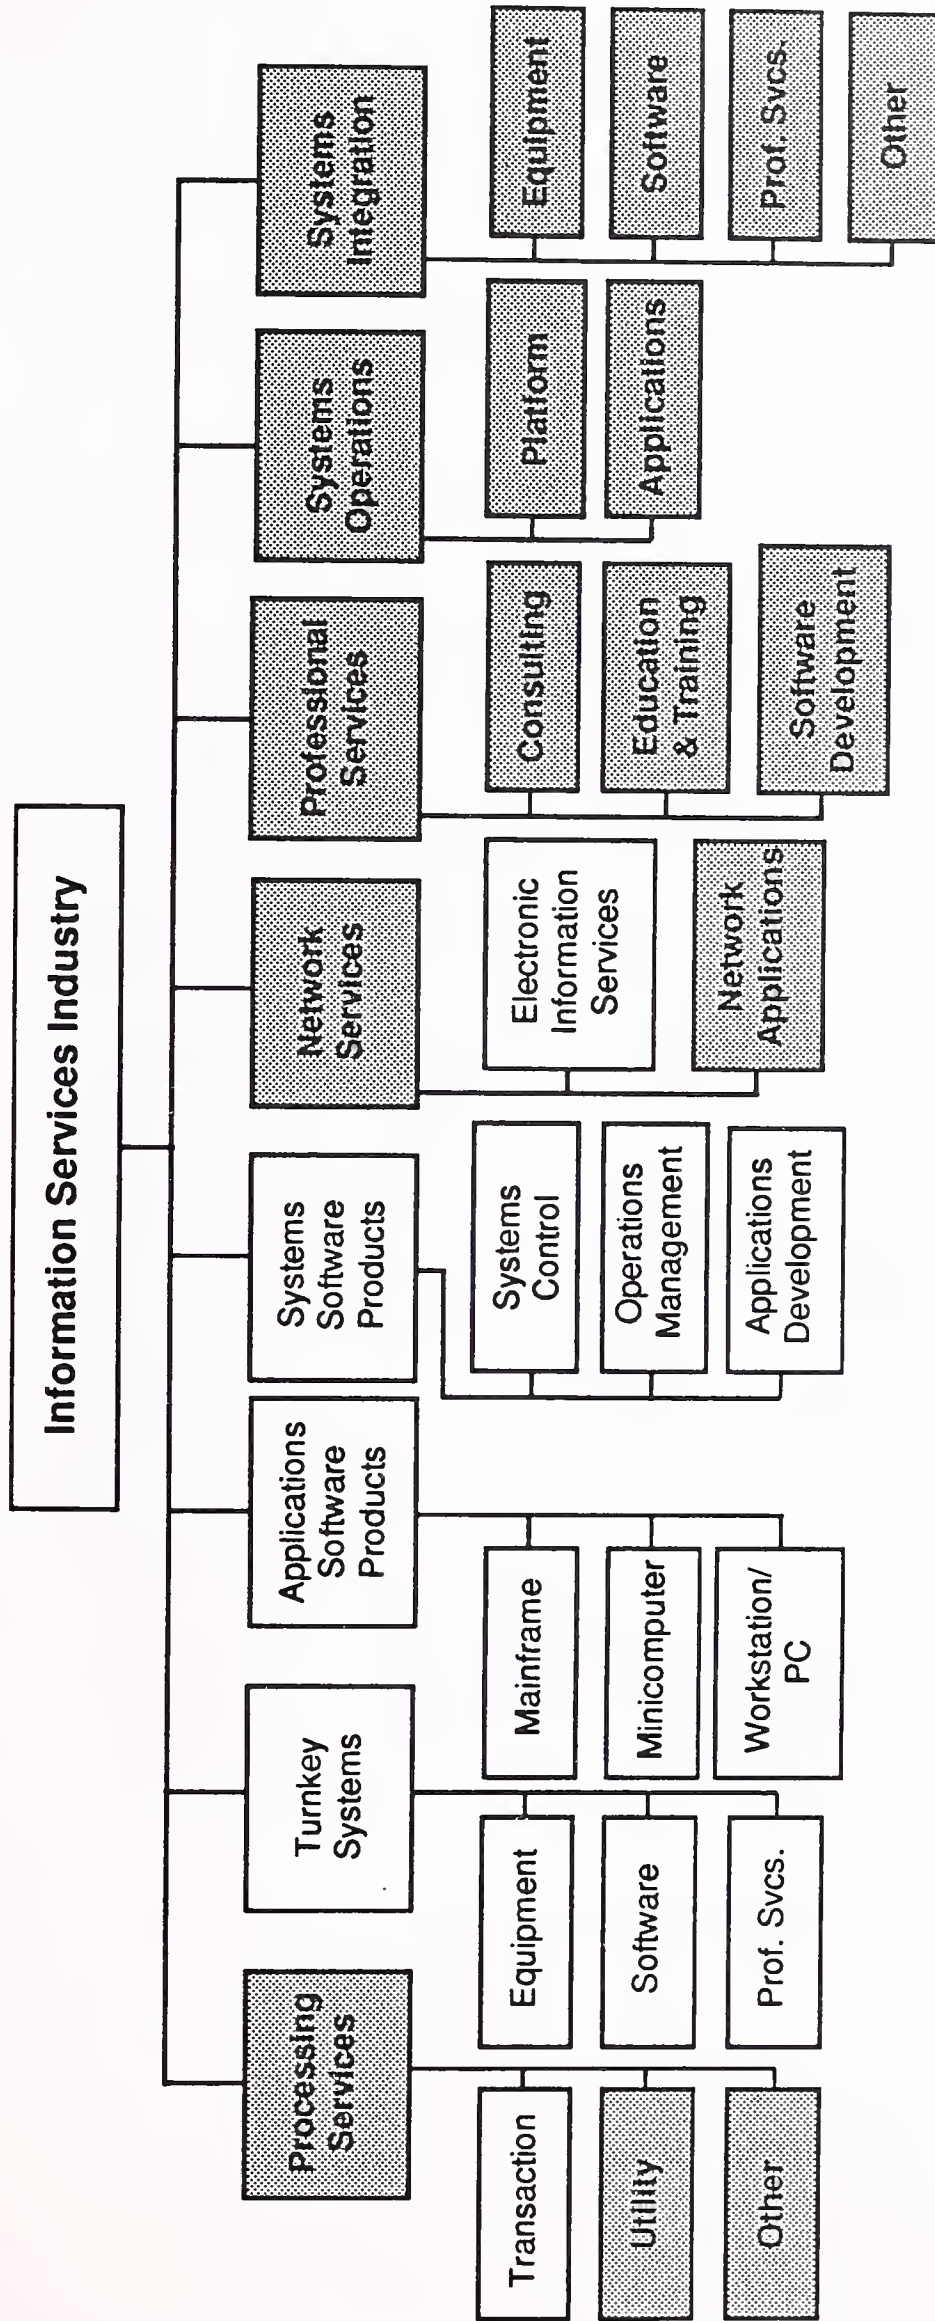 Information Services Industry
Processing
Services
Transaction
Utility
Other
Turnkey
Systems
Equipment
Software
Prof. Svcs.
Applications
Software
Products
Mainframe
Minicomputer
Workstation/
PC
Systems
Software
Products
Systems
Control
Operations
Management
Applications
Development
Network
Services
Electronic
Information
Services
Network
Applications
Professional
Services
Consulting
Education
& Training
Software
Development
Systems
Operations
Platform
Applications
Systems
Integration
Equipment
Software
Prof. Svcs.
Other